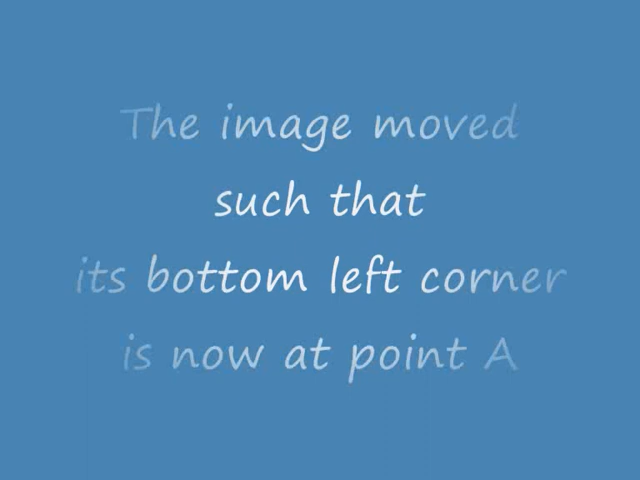 The image moved
such that
its bottom left corner
is now at point A